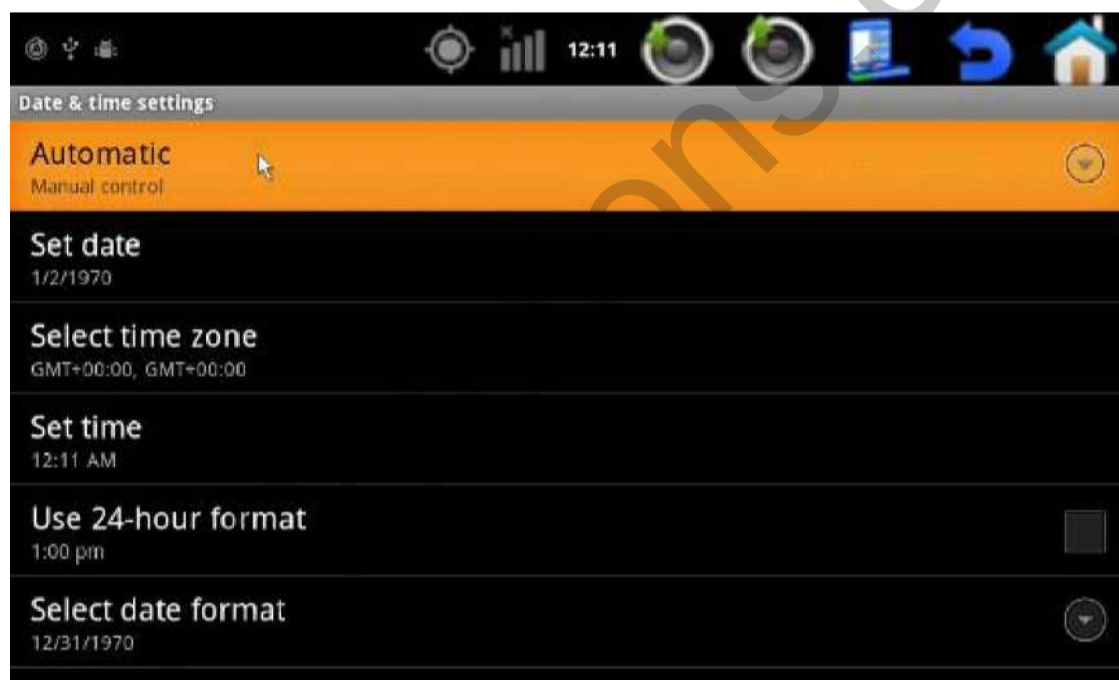 12:11
Date & time settings
Automatic
Manual control
Set date
1/2/1970
Select time zone
GMT+00:00, GMT+00:00
Set time
12:11 AM
Use 24-hour format
1:00 pm
Select date format
12/31/1970
ons